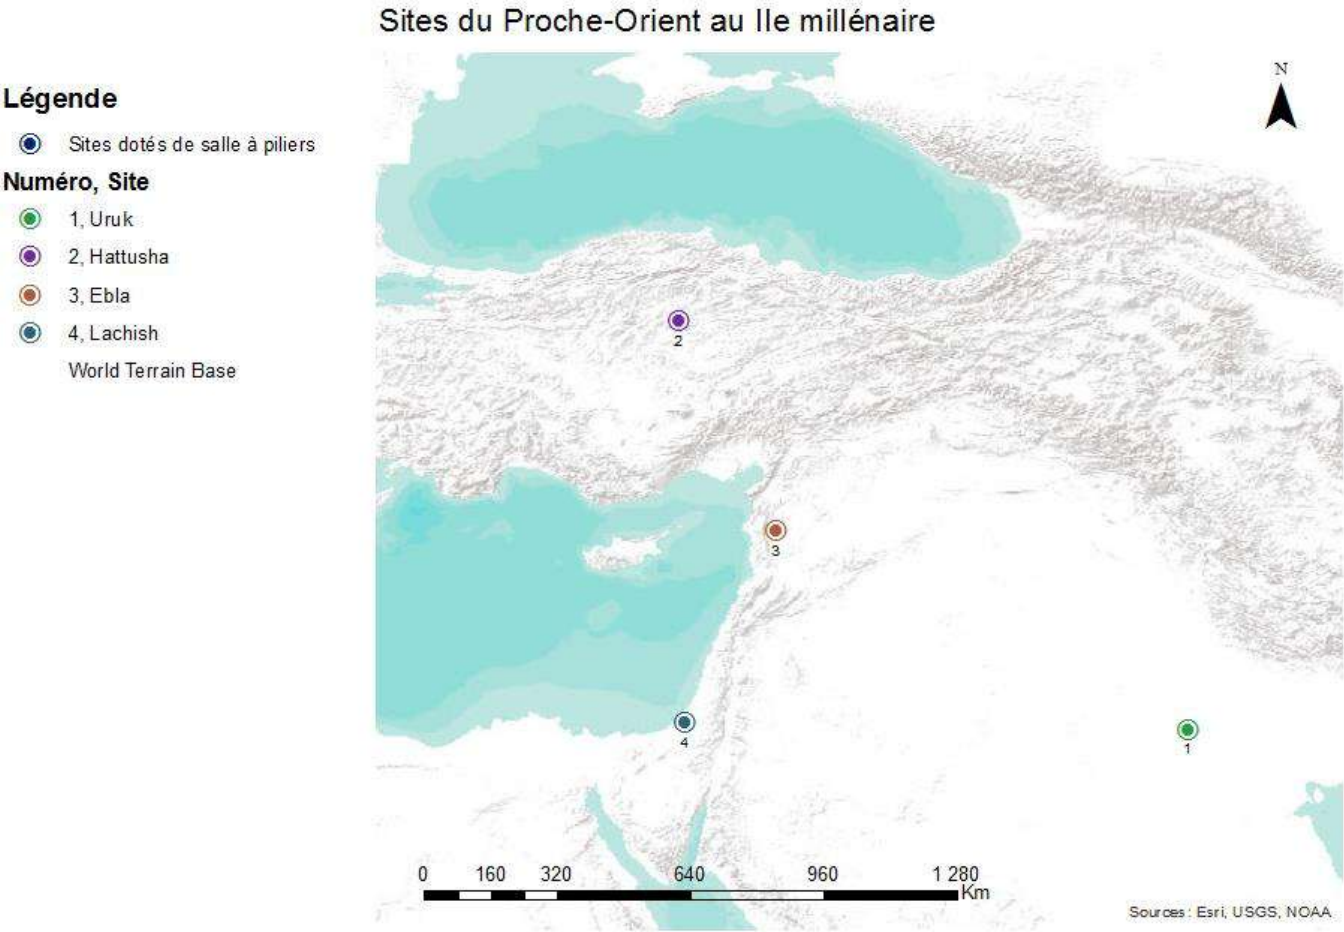 Sites du Proche-Orient au IIe millénaire
Légende
Sites dotés de salle à piliers
Numéro, Site
1, Uruk
2, Hattusha
3, Ebla
4, Lachish
World Terrain Base
N
2
3
4
1
0 160 320 640 960 1 280
Km
Sources: Esri, USGS, NOAA